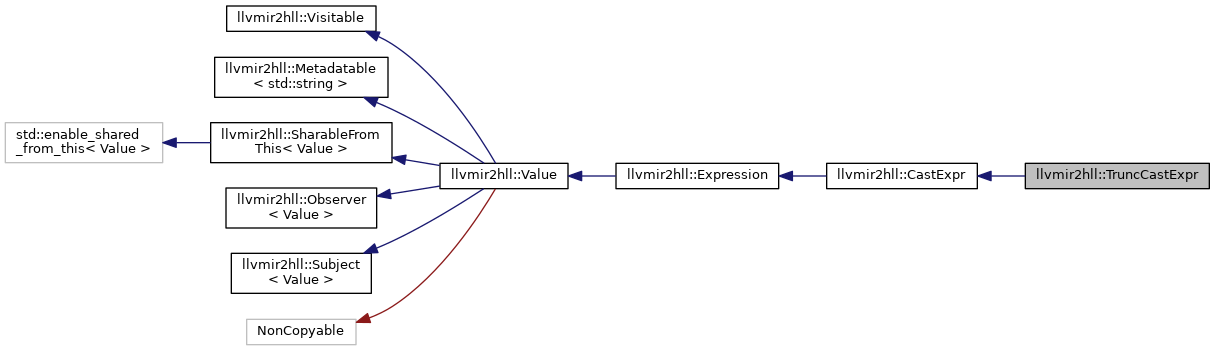 llvmir2hll::Visitable
llvmir2hll::Metadatable
< std::string >
std::enable_shared
_from_this< Value >
llvmir2hll::SharableFrom
This< Value >
llvmir2hll::Value
llvmir2hll::Expression
llvmir2hll::CastExpr
llvmir2hll::TruncCastExpr
llvmir2hll::Observer
< Value >
llvmir2hll::Subject
< Value >
NonCopyable